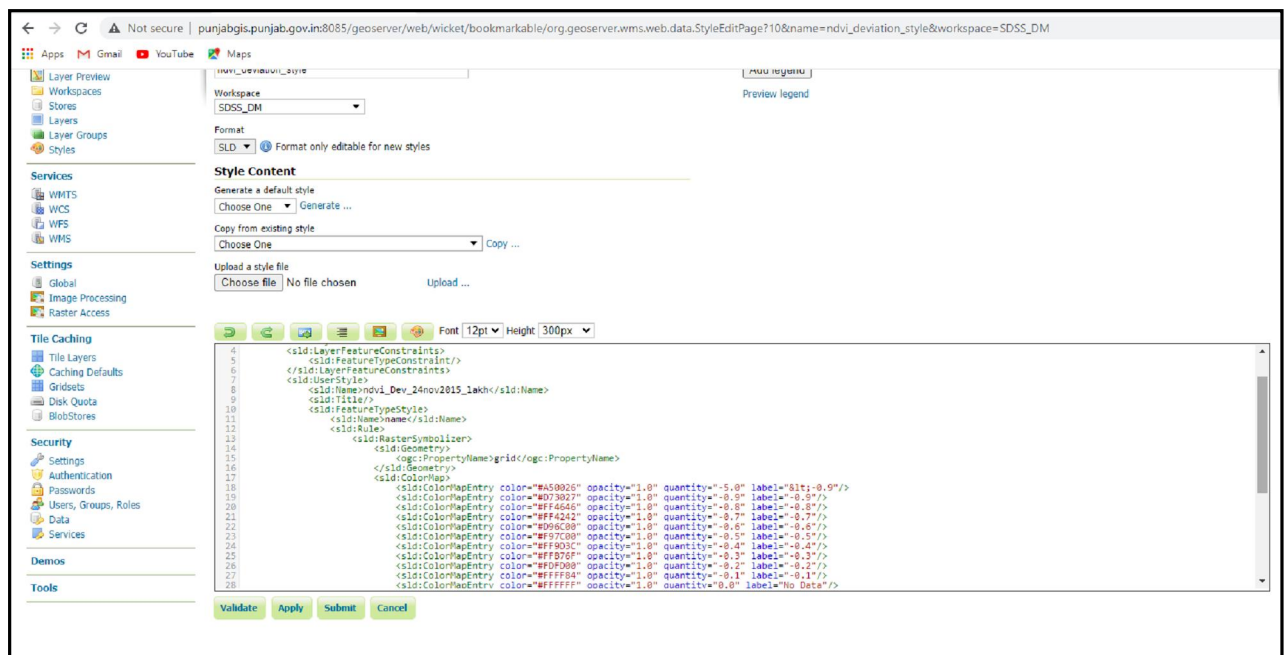 Not secure | punjabgis.punjab.gov.in:8085/geoserver/web/wicket/bookmarkable/org.geoserver.wms.web.data.StyleEditPage?10&name=ndvi_deviation_style&workspace=SDSS_DM
Apps Gmail YouTube Maps
Layer Preview
Workspaces
Stores
Layers
Layer Groups
Styles
Services
WMTS
WCS
WFS
WMS
Settings
Global
Image Processing
Raster Access
Tile Caching
Tile Layers
Caching Defaults
Gridsets
Disk Quota
BlobStores
Security
Settings
Authentication
Passwords
Users, Groups, Roles
Data
Services
Demos
Tools
ndvi_deviation_style
Add legend
Workspace
Preview legend
SDSS_DM
Format
SLD Format only editable for new styles
Style Content
Generate a default style
Choose One Generate ...
Copy from existing style
Choose One Copy ...
Upload a style file
Choose file No file chosen Upload ...
Font 12pt Height 300px
4 <sld:LayerFeatureConstraints>
5 <sld:FeatureTypeConstraint/>
6 </sld:LayerFeatureConstraints>
7 <sld:UserStyle>
8 <sld:Name>ndvi_Dev_24nov2015_lakh</sld:Name>
9 <sld:Title/>
10 <sld:FeatureTypeStyle>
11 <sld:Name>name</sld:Name>
12 <sld:Rule>
13 <sld:RasterSymbolizer>
14 <sld:Geometry>
15 <ogc:PropertyName>grid</ogc:PropertyName>
16 </sld:Geometry>
17 <sld:ColorMap>
18 <sld:ColorMapEntry color="#A50026" opacity="1.0" quantity="-5.0" label="&lt;-0.9"/>
19 <sld:ColorMapEntry color="#D73027" opacity="1.0" quantity="-0.9" label="-0.9"/>
20 <sld:ColorMapEntry color="#FF4646" opacity="1.0" quantity="-0.8" label="-0.8"/>
21 <sld:ColorMapEntry color="#FF4242" opacity="1.0" quantity="-0.7" label="-0.7"/>
22 <sld:ColorMapEntry color="#D96C00" opacity="1.0" quantity="-0.6" label="-0.6"/>
23 <sld:ColorMapEntry color="#F97C00" opacity="1.0" quantity="-0.5" label="-0.5"/>
24 <sld:ColorMapEntry color="#FF9D3C" opacity="1.0" quantity="-0.4" label="-0.4"/>
25 <sld:ColorMapEntry color="#FFB76F" opacity="1.0" quantity="-0.3" label="-0.3"/>
26 <sld:ColorMapEntry color="#FDFD00" opacity="1.0" quantity="-0.2" label="-0.2"/>
27 <sld:ColorMapEntry color="#FFFF84" opacity="1.0" quantity="-0.1" label="-0.1"/>
28 <sld:ColorMapEntry color="#FFFFFF" opacity="1.0" quantity="0.0" label="No Data"/>
Validate Apply Submit Cancel